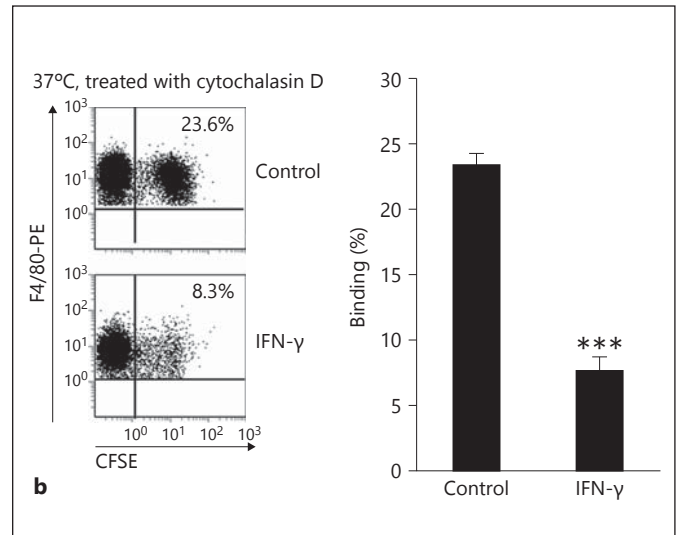 37°C, treated with cytochalasin D
F4/80-PE
10³
10²
10¹
10⁰
23.6%
Control
10³
10²
10¹
10⁰
8.3%
IFN-γ
10⁰ 10¹ 10² 10³
CFSE
Binding (%)
30
25
20
15
10
5
0
***
Control IFN-γ
b